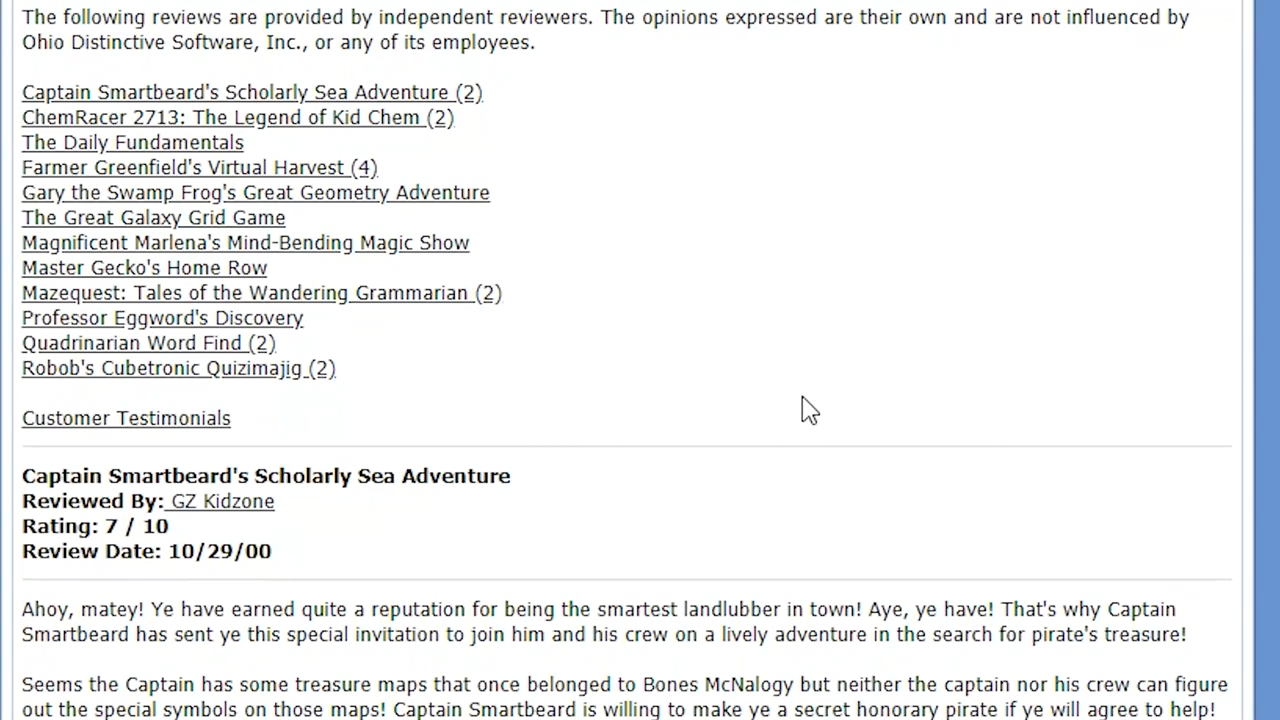 The following reviews are provided by independent reviewers. The opinions expressed are their own and are not influenced by
Ohio Distinctive Software, Inc., or any of its employees.
Captain Smartbeard's Scholarly Sea Adventure (2)
ChemRacer 2713: The Legend of Kid Chem (2)
The Daily Fundamentals
Farmer Greenfield's Virtual Harvest (4)
Gary the Swamp Frog's Great Geometry Adventure
The Great Galaxy Grid Game
Magnificent Marlena's Mind-Bending Magic Show
Master Gecko's Home Row
Mazequest: Tales of the Wandering Grammarian (2)
Professor Eggword's Discovery
Quadrinarian Word Find (2)
Robob's Cubetronic Quizimajig (2)
Customer Testimonials
Captain Smartbeard's Scholarly Sea Adventure
Reviewed By: GZ Kidzone
Rating: 7 / 10
Review Date: 10/29/00
Ahoy, matey! Ye have earned quite a reputation for being the smartest landlubber in town! Aye, ye have! That's why Captain
Smartbeard has sent ye this special invitation to join him and his crew on a lively adventure in the search for pirate's treasure!
Seems the Captain has some treasure maps that once belonged to Bones McNalogy but neither the captain nor his crew can figure
out the special symbols on those maps! Captain Smartbeard is willing to make ye a secret honorary pirate if ye will agree to help!